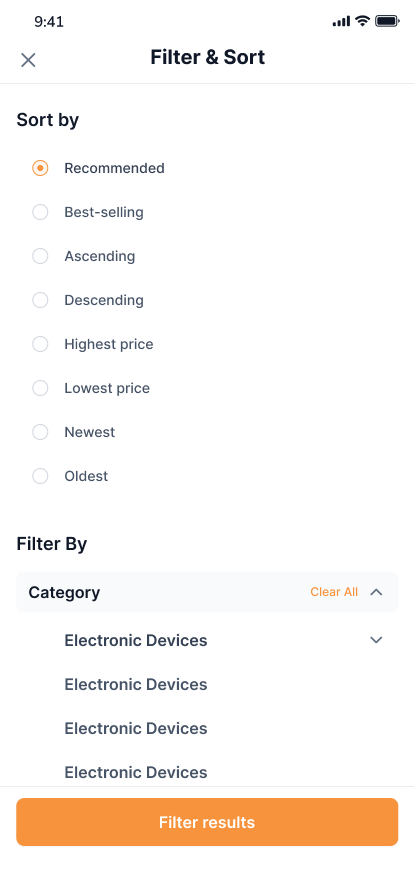 9:41
Filter & Sort
Sort by
Recommended
Best-selling
Ascending
Descending
Highest price
Lowest price
Newest
Oldest
Filter By
Category Clear All
Electronic Devices
Electronic Devices
Electronic Devices
Electronic Devices
Filter results